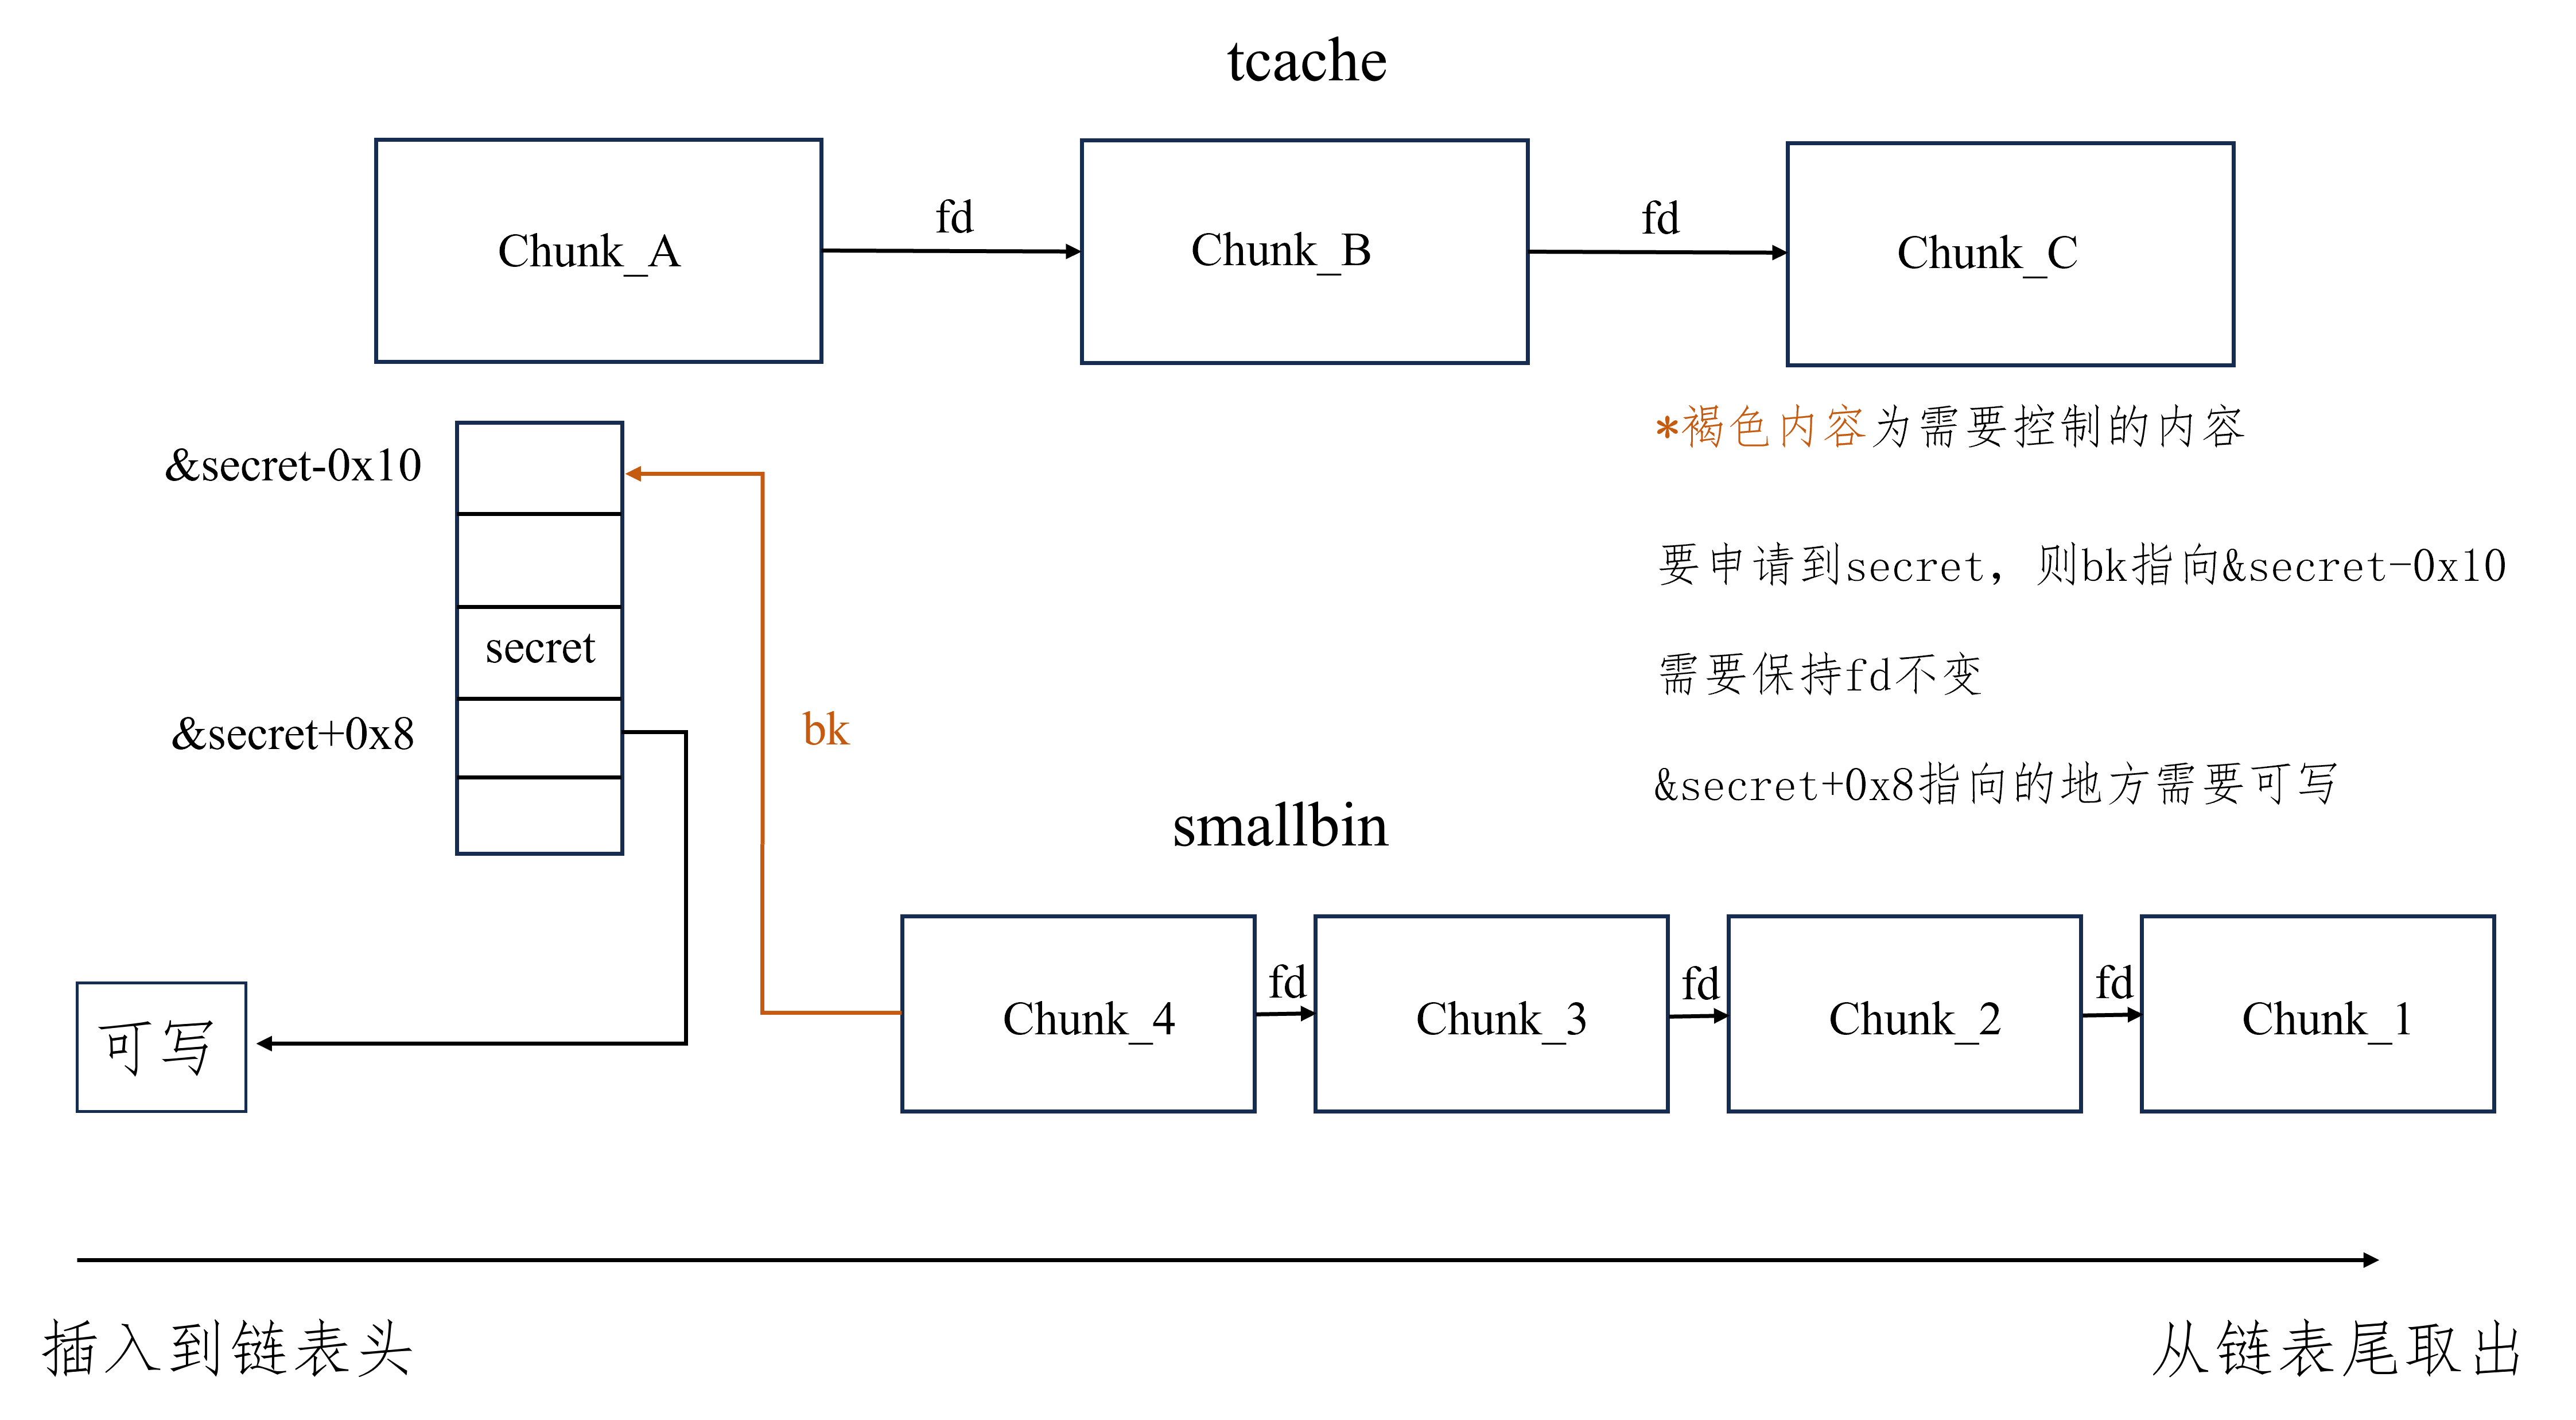 tcache
fd
fd
Chunk_A
Chunk_B
Chunk_C
*褐色内容为需要控制的内容
&secret-0x10
要申请到secret，则bk指向&secret-0x10
secret
需要保持fd不变
&secret+0x8
bk
&secret+0x8指向的地方需要可写
smallbin
fd
fd
fd
可写
Chunk_4
Chunk_3
Chunk_2
Chunk_1
插入到链表头
从链表尾取出